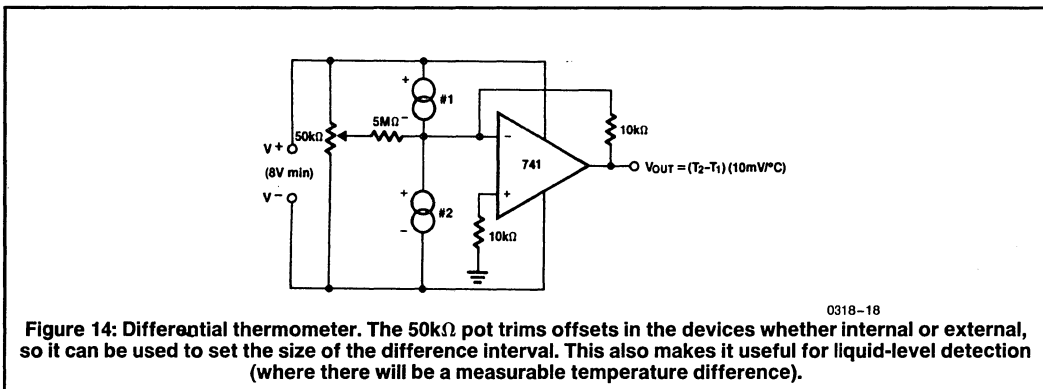 +
#1
5MΩ
−
50kΩ
−
10kΩ
V+
741
VOUT = (T2–T1) (10mV/°C)
(8V min)
+
V−
#2
+
−
10kΩ
0318–18
Figure 14: Differential thermometer. The 50kΩ pot trims offsets in the devices whether internal or external,
so it can be used to set the size of the difference interval. This also makes it useful for liquid-level detection
(where there will be a measurable temperature difference).